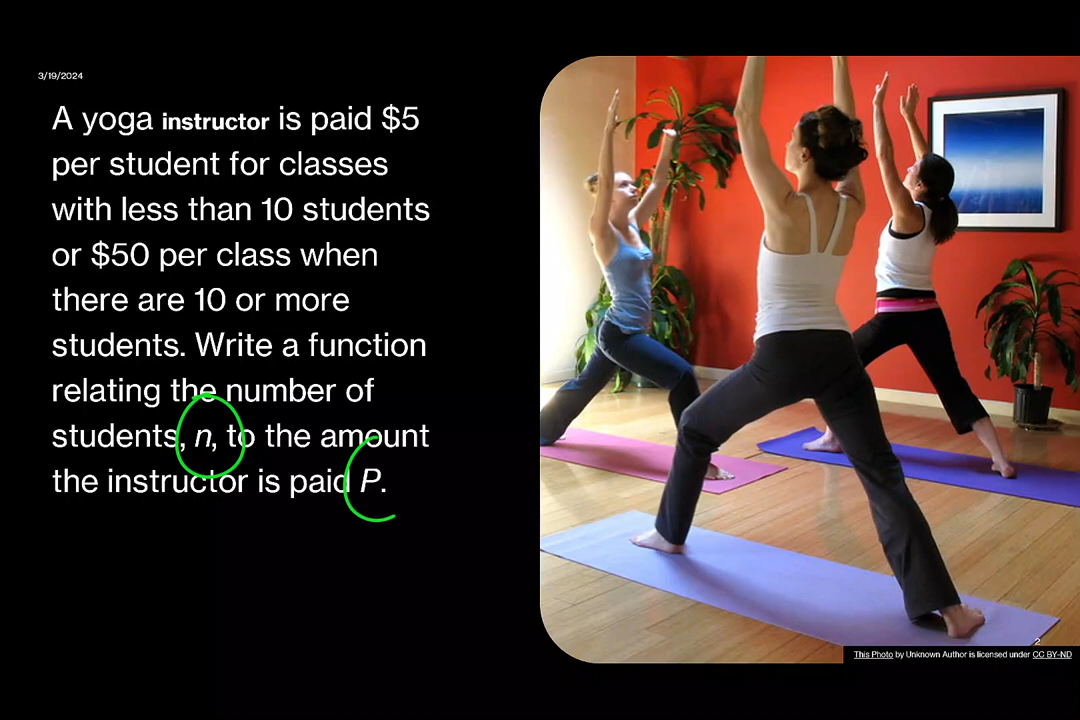 3/19/2024
A yoga instructor is paid $5
per student for classes
with less than 10 students
or $50 per class when
there are 10 or more
students. Write a function
relating the number of
students, n, to the amount
the instructor is paid P.
2
This Photo by Unknown Author is licensed under CC BY-ND